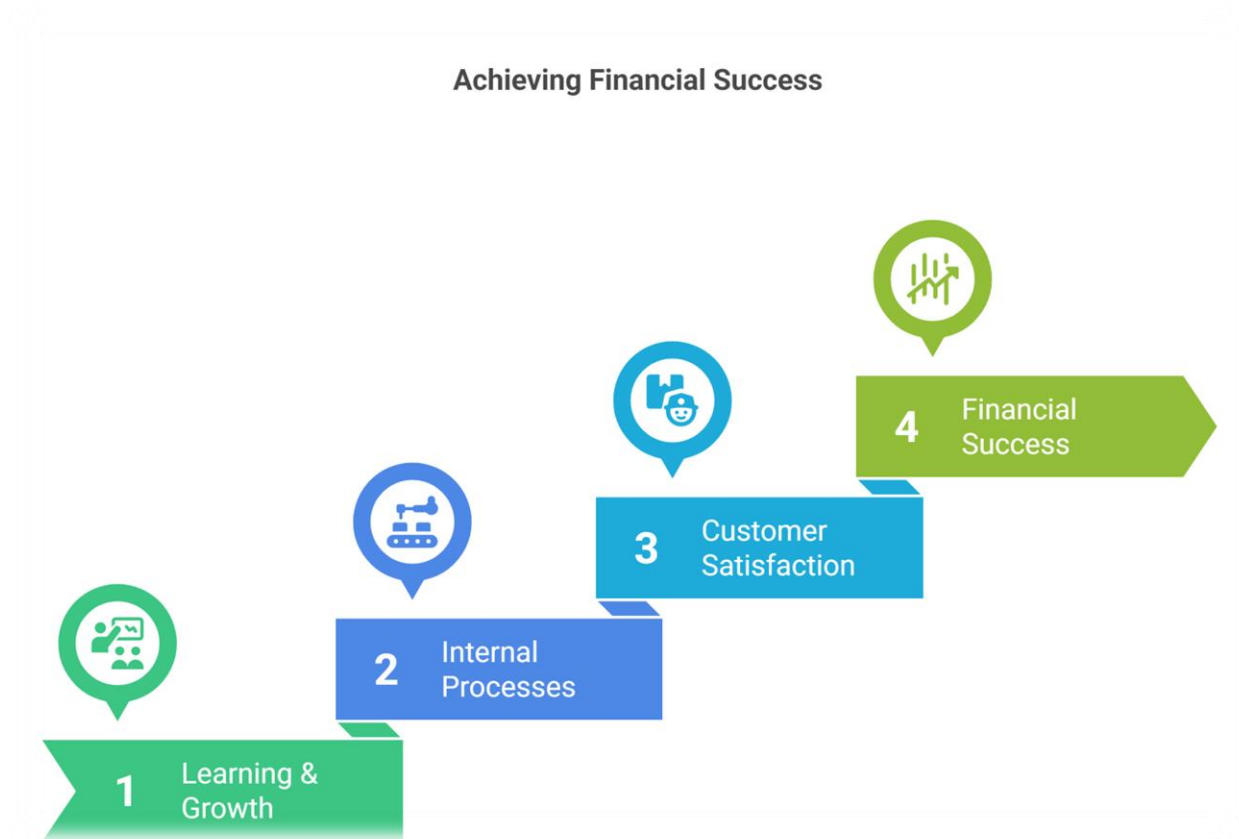 Achieving Financial Success
4
Financial
Success
3
Customer
Satisfaction
2
Internal
Processes
1
Learning &
Growth